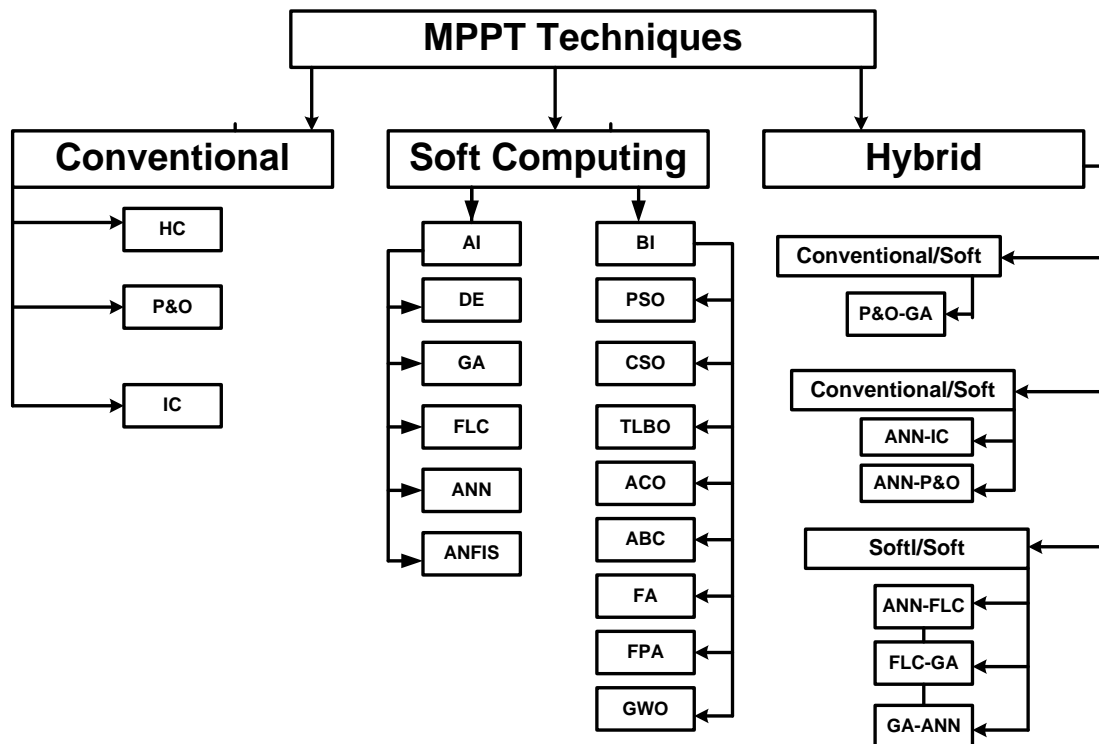 MPPT Techniques
Conventional
HC
P&O
IC
Soft Computing
AI
DE
GA
FLC
ANN
ANFIS
BI
PSO
CSO
TLBO
ACO
ABC
FA
FPA
GWO
Hybrid
Conventional/Soft
P&O-GA
Conventional/Soft
ANN-IC
ANN-P&O
SoftI/Soft
ANN-FLC
FLC-GA
GA-ANN